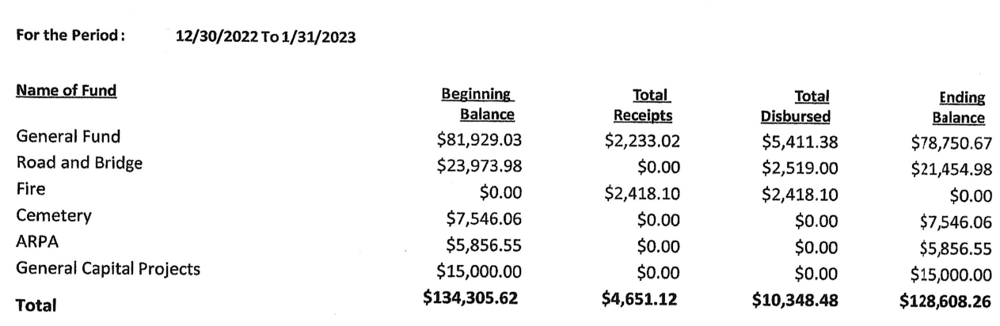 For the Period: 12/30/2022 To 1/31/2023
Name of Fund Beginning Balance Total Receipts Total Disbursed Ending Balance
General Fund $81,929.03 $2,233.02 $5,411.38 $78,750.67
Road and Bridge $23,973.98 $0.00 $2,519.00 $21,454.98
Fire $0.00 $2,418.10 $2,418.10 $0.00
Cemetery $7,546.06 $0.00 $0.00 $7,546.06
ARPA $5,856.55 $0.00 $0.00 $5,856.55
General Capital Projects $15,000.00 $0.00 $0.00 $15,000.00
Total $134,305.62 $4,651.12 $10,348.48 $128,608.26